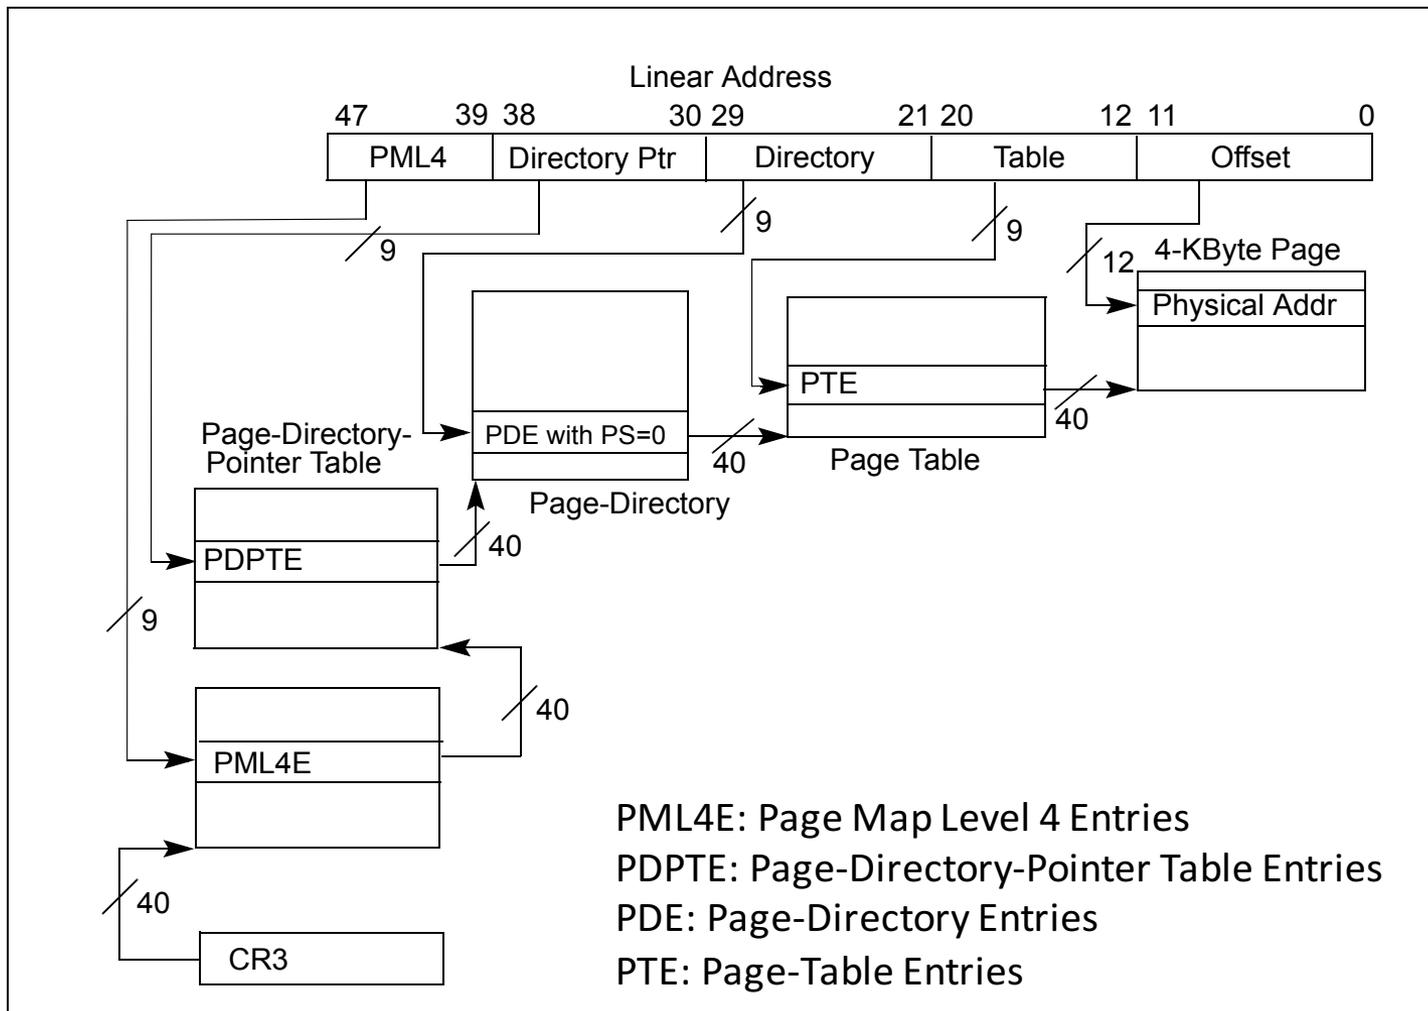 Linear Address
47 39 38 30 29 21 20 12 11 0
PML4 Directory Ptr Directory Table Offset
9
9
9
12
4-KByte Page
Physical Addr
PTE
40
PDE with PS=0
40
Page Table
Page-Directory-
Pointer Table
Page-Directory
40
PDPTE
9
40
PML4E
40
CR3
PML4E: Page Map Level 4 Entries
PDPTE: Page-Directory-Pointer Table Entries
PDE: Page-Directory Entries
PTE: Page-Table Entries